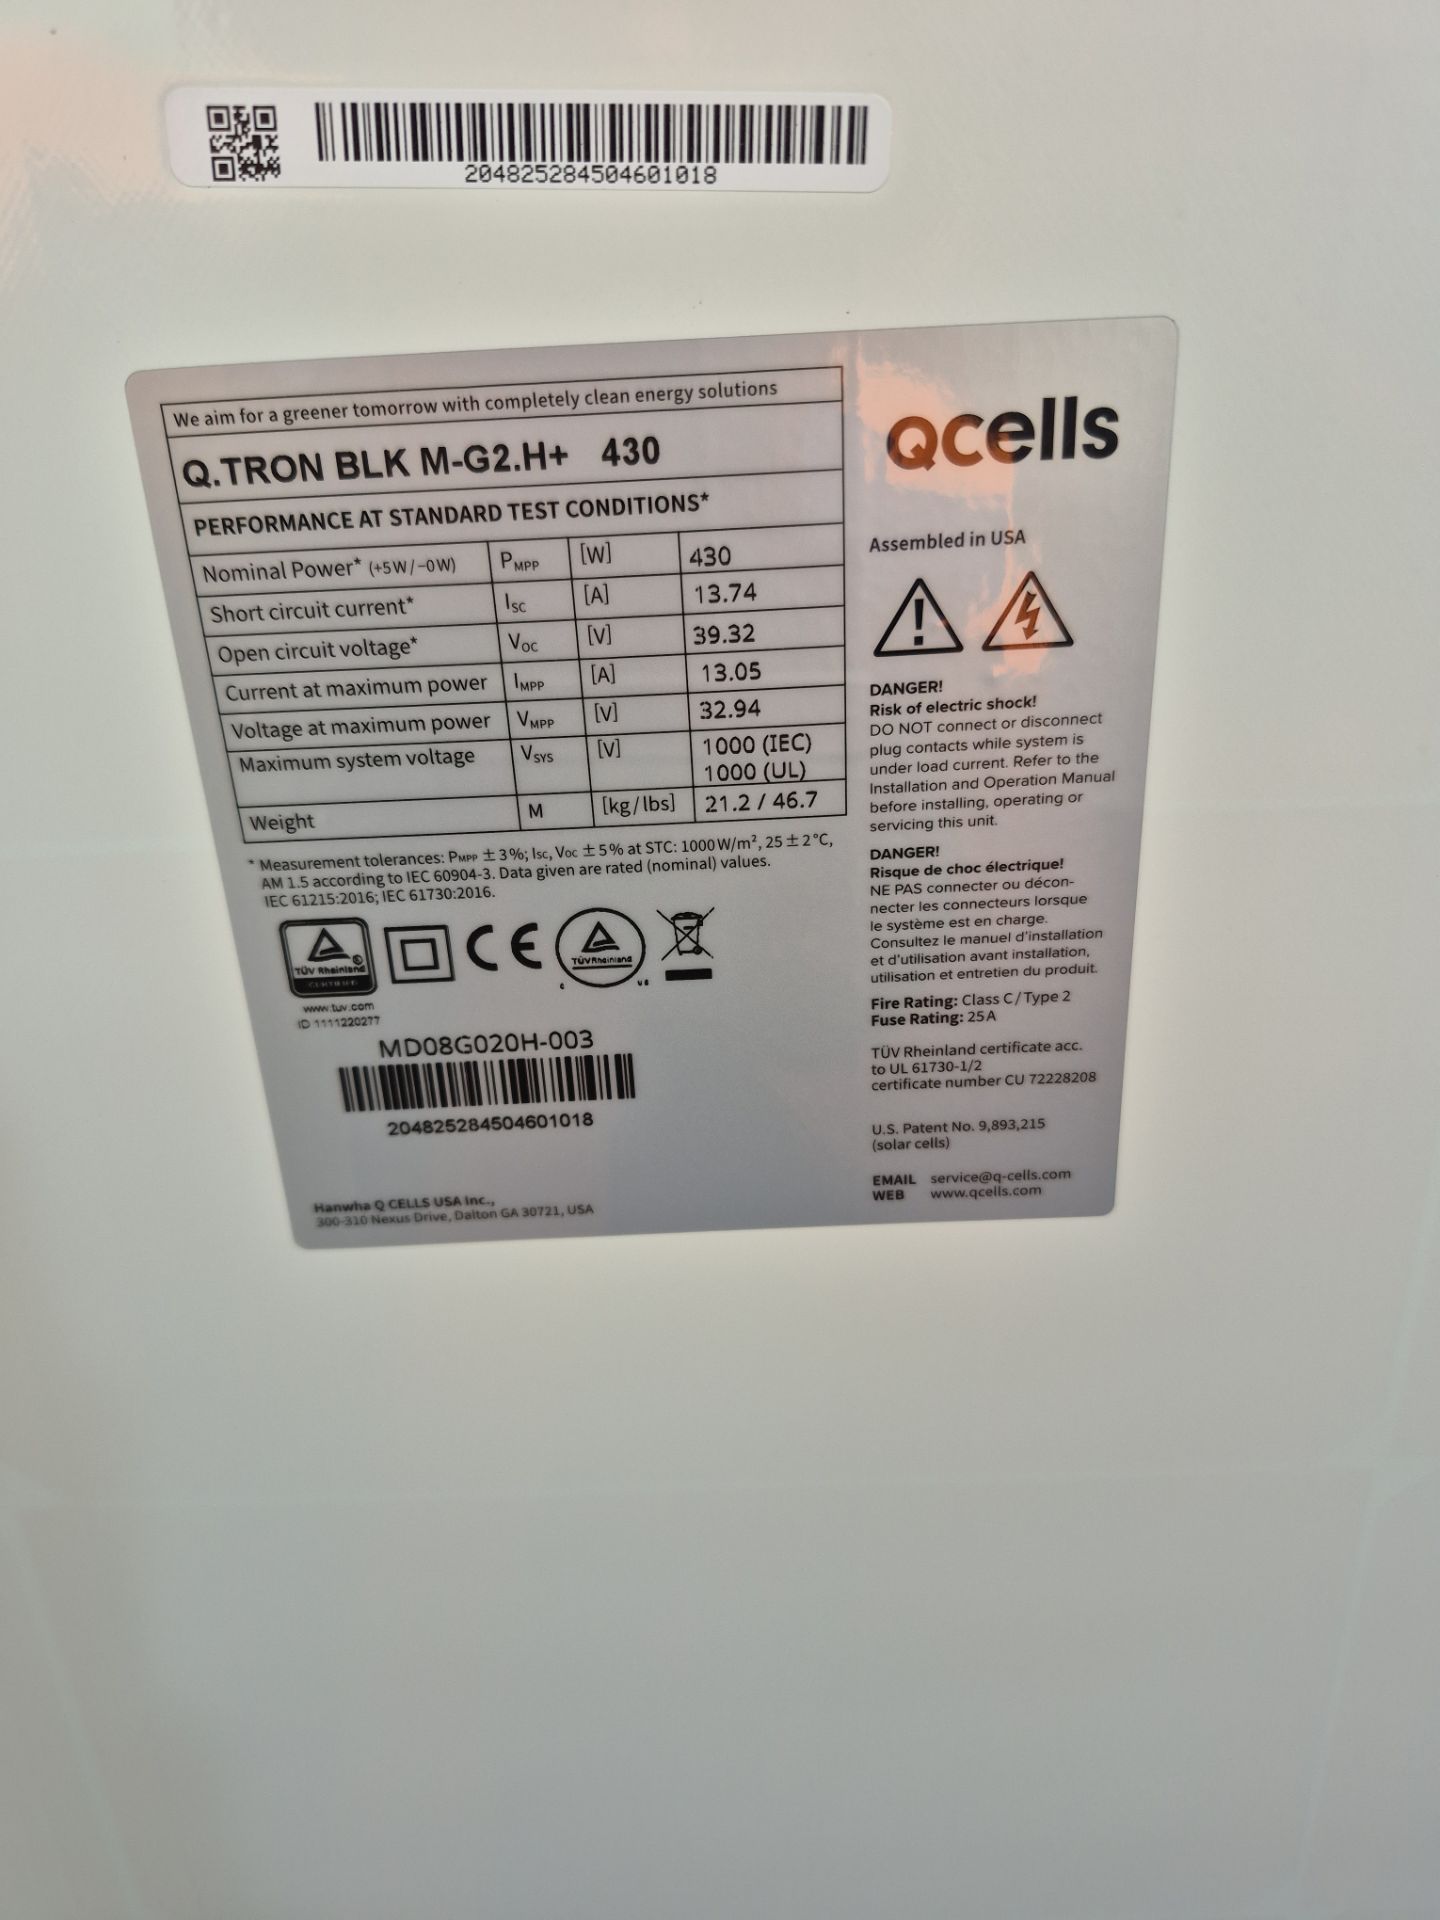 204825284504601018
We aim for a greener tomorrow with completely clean energy solutions
Q.TRON BLK M-G2.H+ 430
PERFORMANCE AT STANDARD TEST CONDITIONS*
Nominal Power* (+5W/−0W) PMPP [W] 430
Short circuit current* ISC [A] 13.74
Open circuit voltage* VOC [V] 39.32
Current at maximum power IMPP [A] 13.05
Voltage at maximum power VMPP [V] 32.94
Maximum system voltage VSYS [V] 1000 (IEC)
1000 (UL)
Weight M [kg/lbs] 21.2 / 46.7
* Measurement tolerances: PMPP ±3%; ISC, VOC ±5% at STC: 1000W/m², 25±2°C,
AM 1.5 according to IEC 60904-3. Data given are rated (nominal) values.
IEC 61215:2016; IEC 61730:2016.
TÜV Rheinland
CERTIFIED
www.tuv.com
ID 1111220277
CE
TÜVRheinland
c us
MD08G020H-003
204825284504601018
Hanwha Q CELLS USA Inc.,
300-310 Nexus Drive, Dalton GA 30721, USA
Qcells
Assembled in USA
DANGER!
Risk of electric shock!
DO NOT connect or disconnect
plug contacts while system is
under load current. Refer to the
Installation and Operation Manual
before installing, operating or
servicing this unit.
DANGER!
Risque de choc électrique!
NE PAS connecter ou décon-
necter les connecteurs lorsque
le système est en charge.
Consultez le manuel d'installation
et d'utilisation avant installation,
utilisation et entretien du produit.
Fire Rating: Class C/Type 2
Fuse Rating: 25A
TÜV Rheinland certificate acc.
to UL 61730-1/2
certificate number CU 72228208
U.S. Patent No. 9,893,215
(solar cells)
EMAIL service@q-cells.com
WEB www.qcells.com